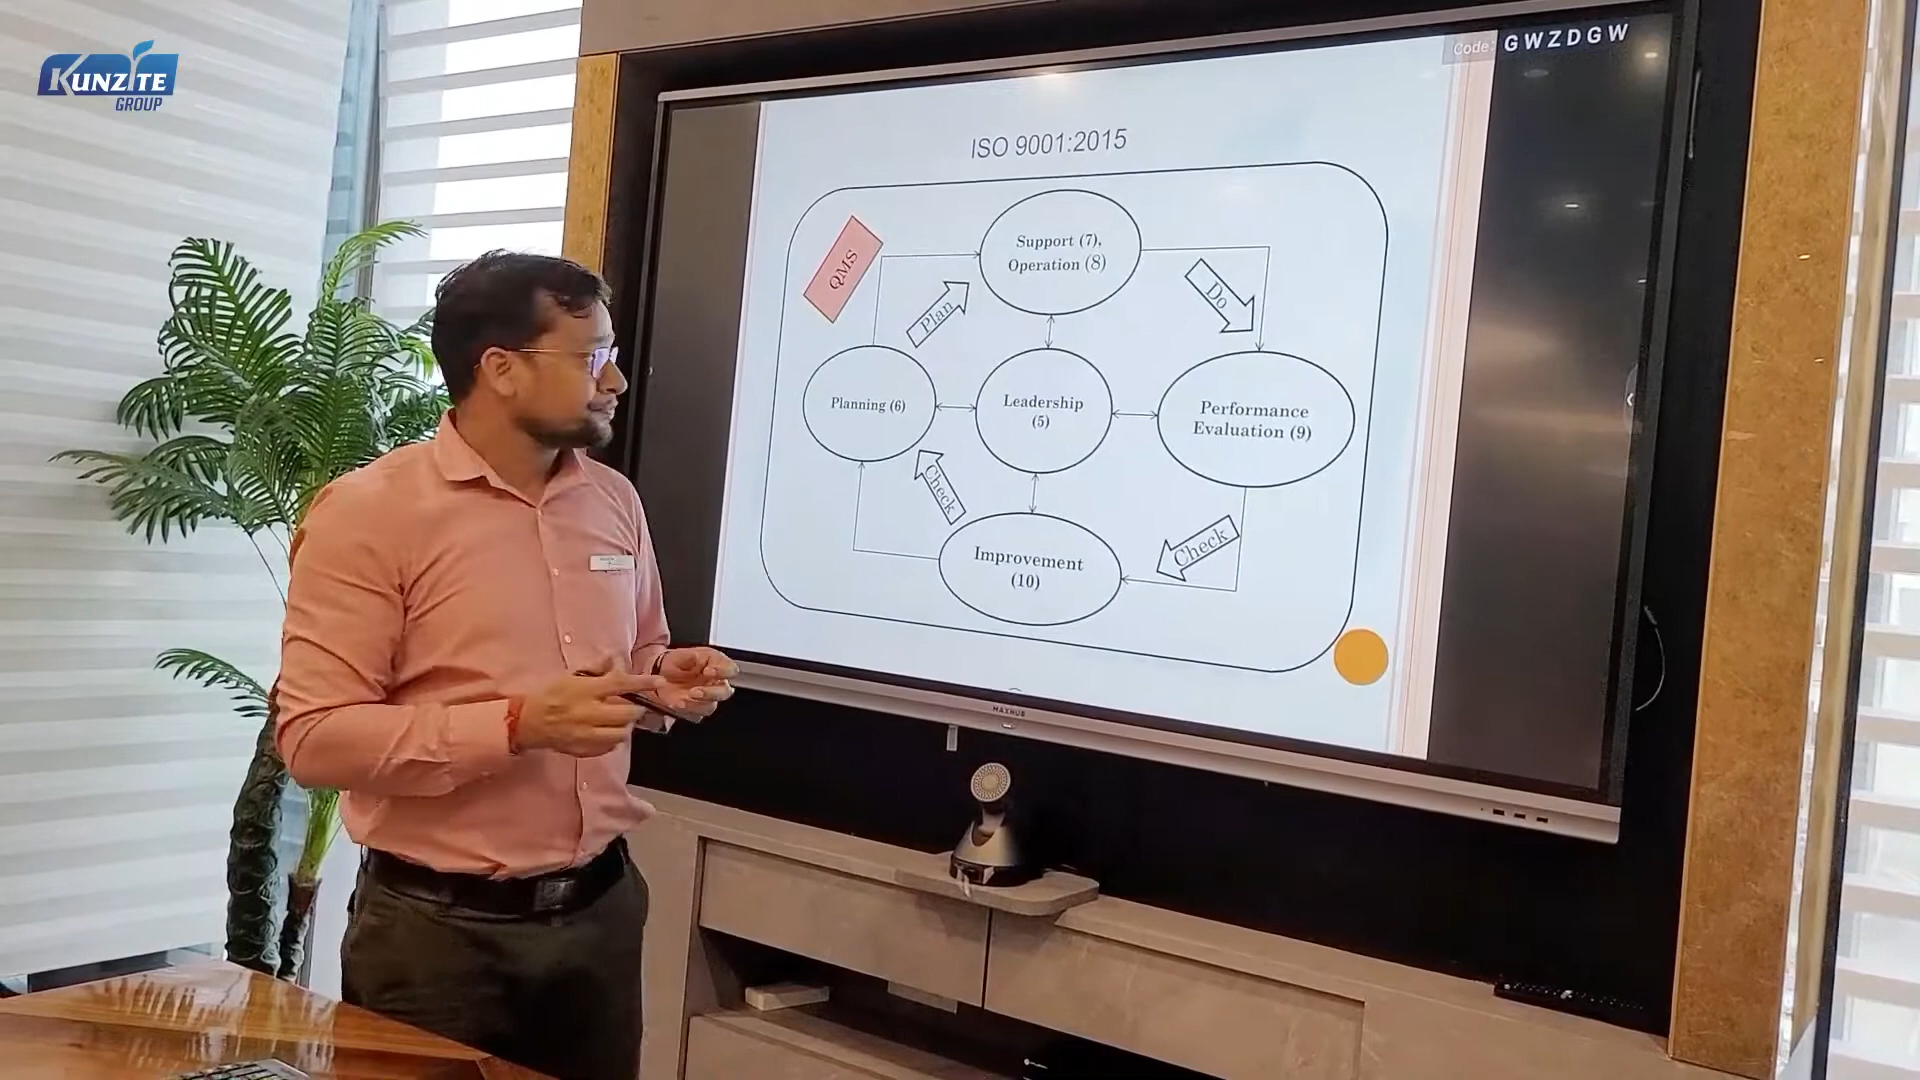 KUNZITE
GROUP
Code: GWZDGW
ISO 9001:2015
QMS
Support (7),
Operation (8)
Plan
Do
Planning (6)
Leadership
(5)
Performance
Evaluation (9)
Check
Check
Improvement
(10)
MAXHUB